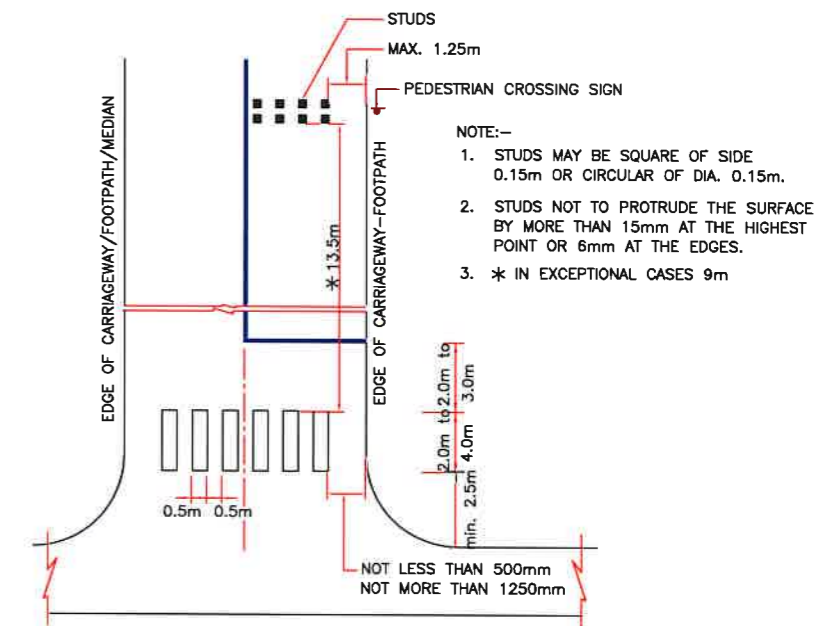 STUDS
MAX. 1.25m
PEDESTRIAN CROSSING SIGN
NOTE:–
1. STUDS MAY BE SQUARE OF SIDE
0.15m OR CIRCULAR OF DIA. 0.15m.
2. STUDS NOT TO PROTRUDE THE SURFACE
BY MORE THAN 15mm AT THE HIGHEST
POINT OR 6mm AT THE EDGES.
3. * IN EXCEPTIONAL CASES 9m
EDGE OF CARRIAGEWAY/FOOTPATH/MEDIAN
* 13.5m
EDGE OF CARRIAGEWAY–FOOTPATH
2.0m to
3.0m
2.0m to
4.0m
min. 2.5m
0.5m 0.5m
NOT LESS THAN 500mm
NOT MORE THAN 1250mm